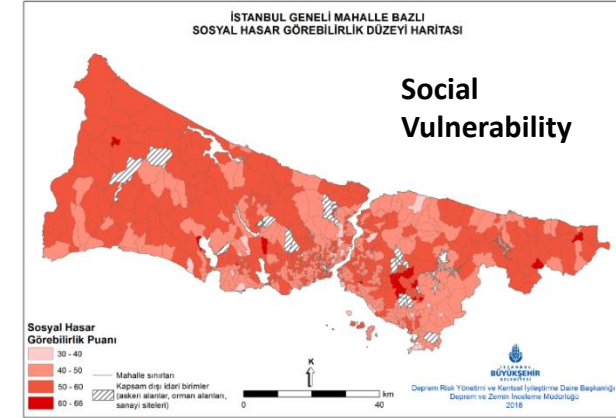 İSTANBUL GENELİ MAHALLE BAZLI
SOSYAL HASAR GÖREBİLİRLİK DÜZEYİ HARİTASI
Social
Vulnerability
Sosyal Hasar
Görebilirlik Puanı
30 - 40
40 - 50
50 - 60
60 - 66
Mahalle sınırları
Kapsam dışı idari birimler
(askeri alanlar, orman alanları,
sanayi siteleri)
K
0
40
km
İSTANBUL
BÜYÜKŞEHİR
BELEDİYESİ
Deprem Risk Yönetimi ve Kentsel İyileştirme Daire Başkanlığı
Deprem ve Zemin İnceleme Müdürlüğü
2018